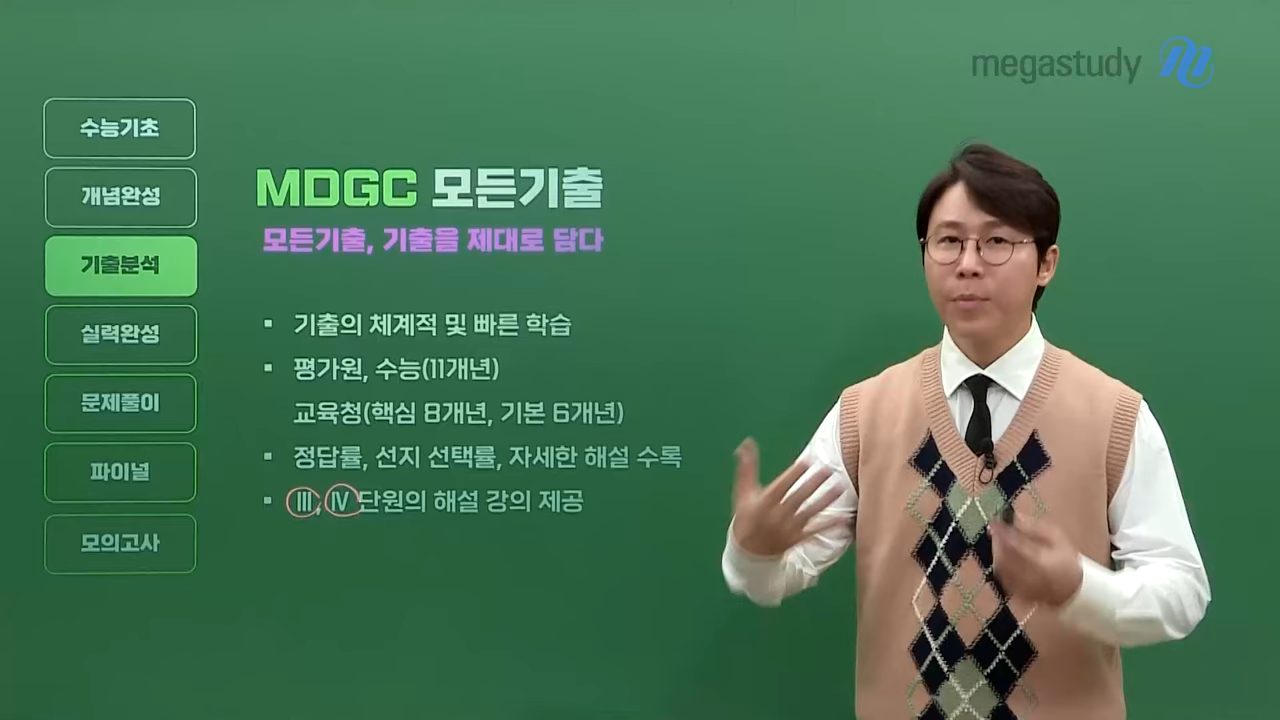 megastudy
수능기초
개념완성
기출분석
실력완성
문제풀이
파이널
모의고사
MDGC 모든기출
모든기출, 기출을 제대로 담다
▪ 기출의 체계적 및 빠른 학습
▪ 평가원, 수능(11개년)
교육청(핵심 8개년, 기본 6개년)
▪ 정답률, 선지 선택률, 자세한 해설 수록
▪ Ⅲ, Ⅳ 단원의 해설 강의 제공